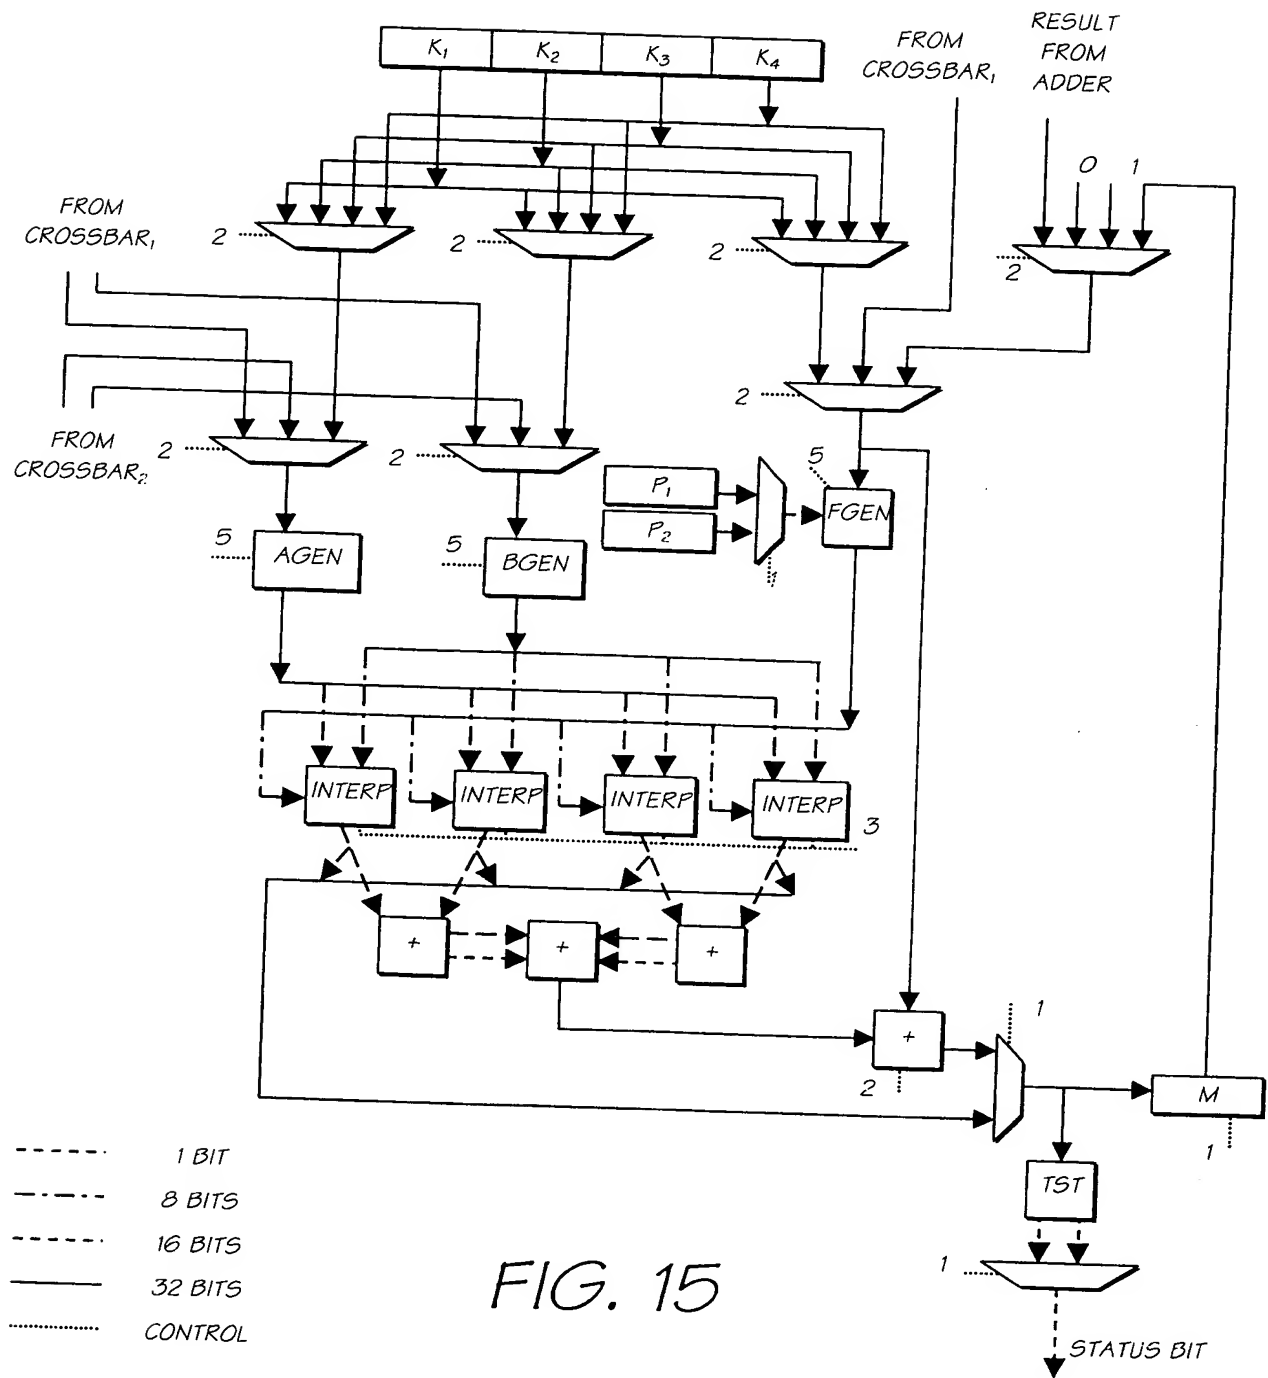 K₁ K₂ K₃ K₄
FROM
CROSSBAR₁
RESULT
FROM
ADDER
0 1
FROM
CROSSBAR₁
2
2
2
2
2
FROM
CROSSBAR₂
2
2
P₁
P₂
1
5
FGEN
5
AGEN
5
BGEN
INTERP
INTERP
INTERP
INTERP
3
+
+
+
+
2
1
M
1
TST
1
STATUS BIT
1 BIT
8 BITS
16 BITS
32 BITS
CONTROL
FIG. 15